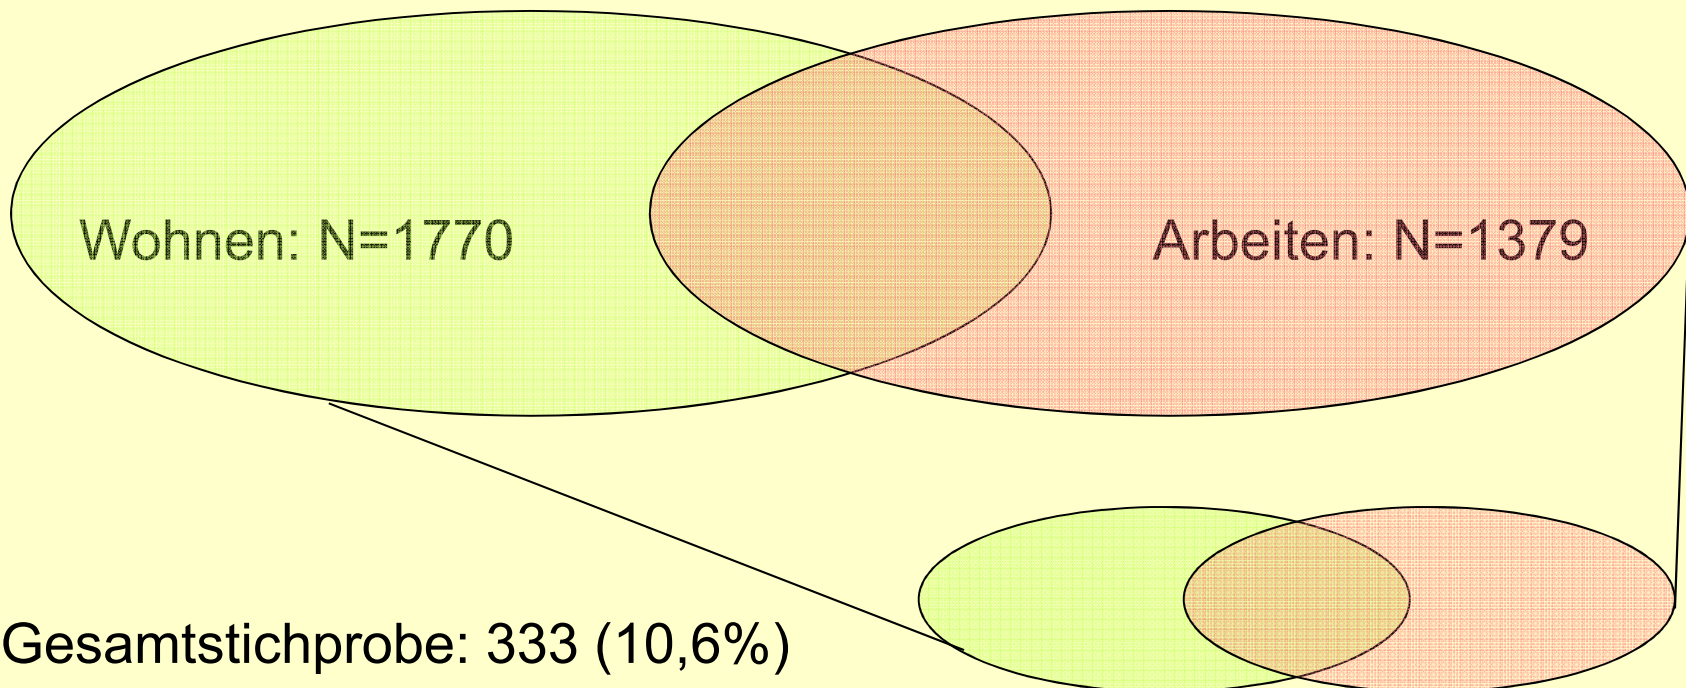 Wohnen: N=1770
Arbeiten: N=1379
Gesamtstichprobe: 333 (10,6%)